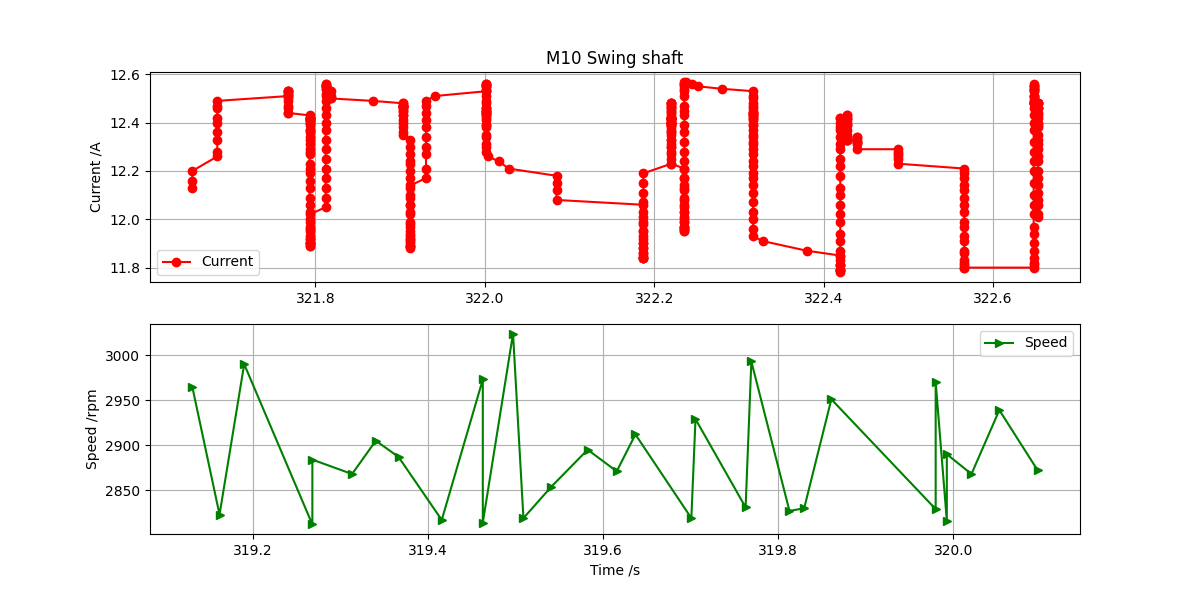 M10 Swing shaft
12.6
12.4
12.2
12.0
11.8
Current /A
Current
321.8 322.0 322.2 322.4 322.6
3000
2950
2900
2850
Speed /rpm
Speed
319.2 319.4 319.6 319.8 320.0
Time /s